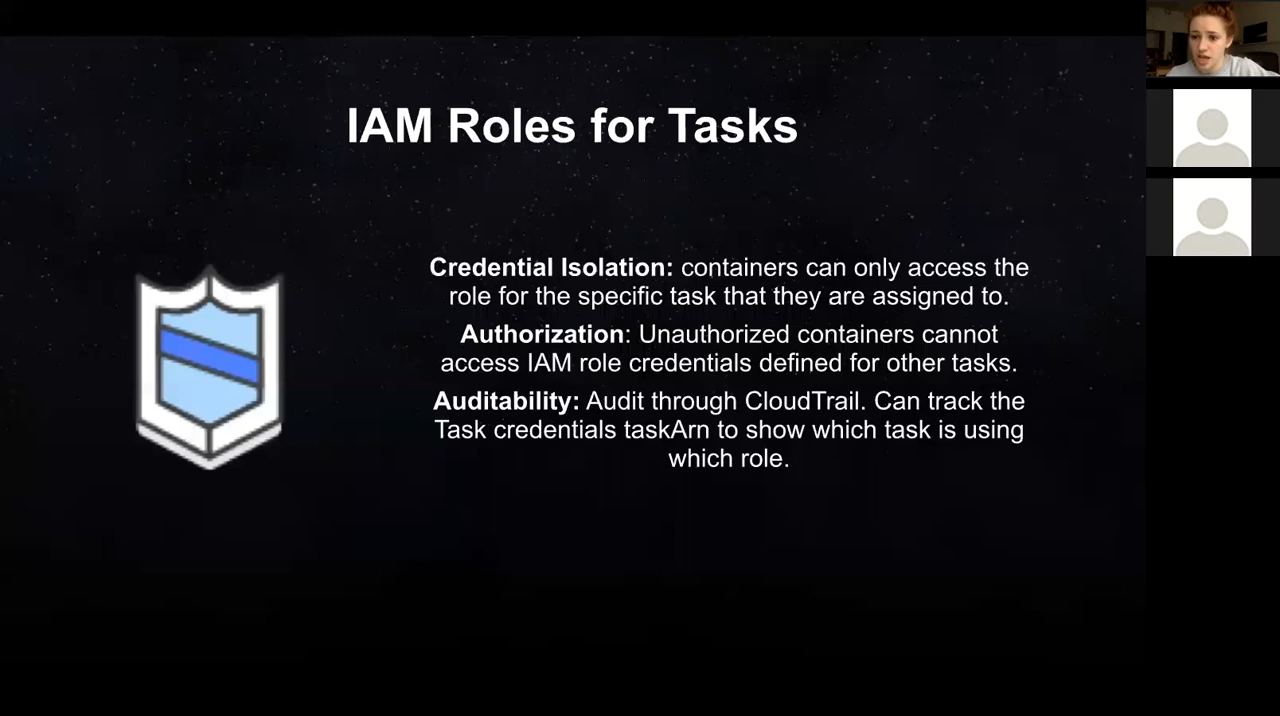 IAM Roles for Tasks
Credential Isolation: containers can only access the
role for the specific task that they are assigned to.
Authorization: Unauthorized containers cannot
access IAM role credentials defined for other tasks.
Auditability: Audit through CloudTrail. Can track the
Task credentials taskArn to show which task is using
which role.